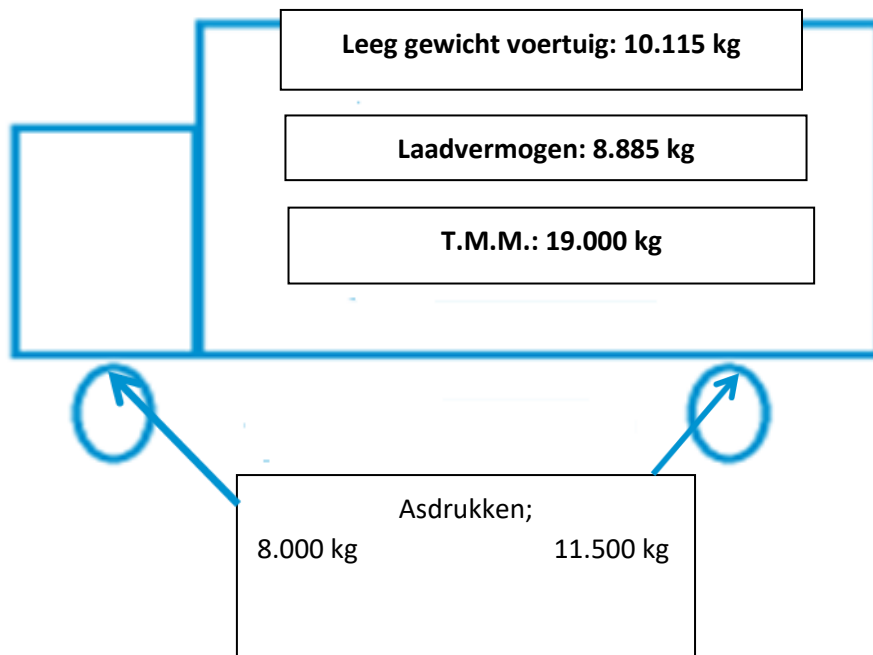 Leeg gewicht voertuig: 10.115 kg
Laadvermogen: 8.885 kg
T.M.M.: 19.000 kg
Asdrukken;
8.000 kg 11.500 kg